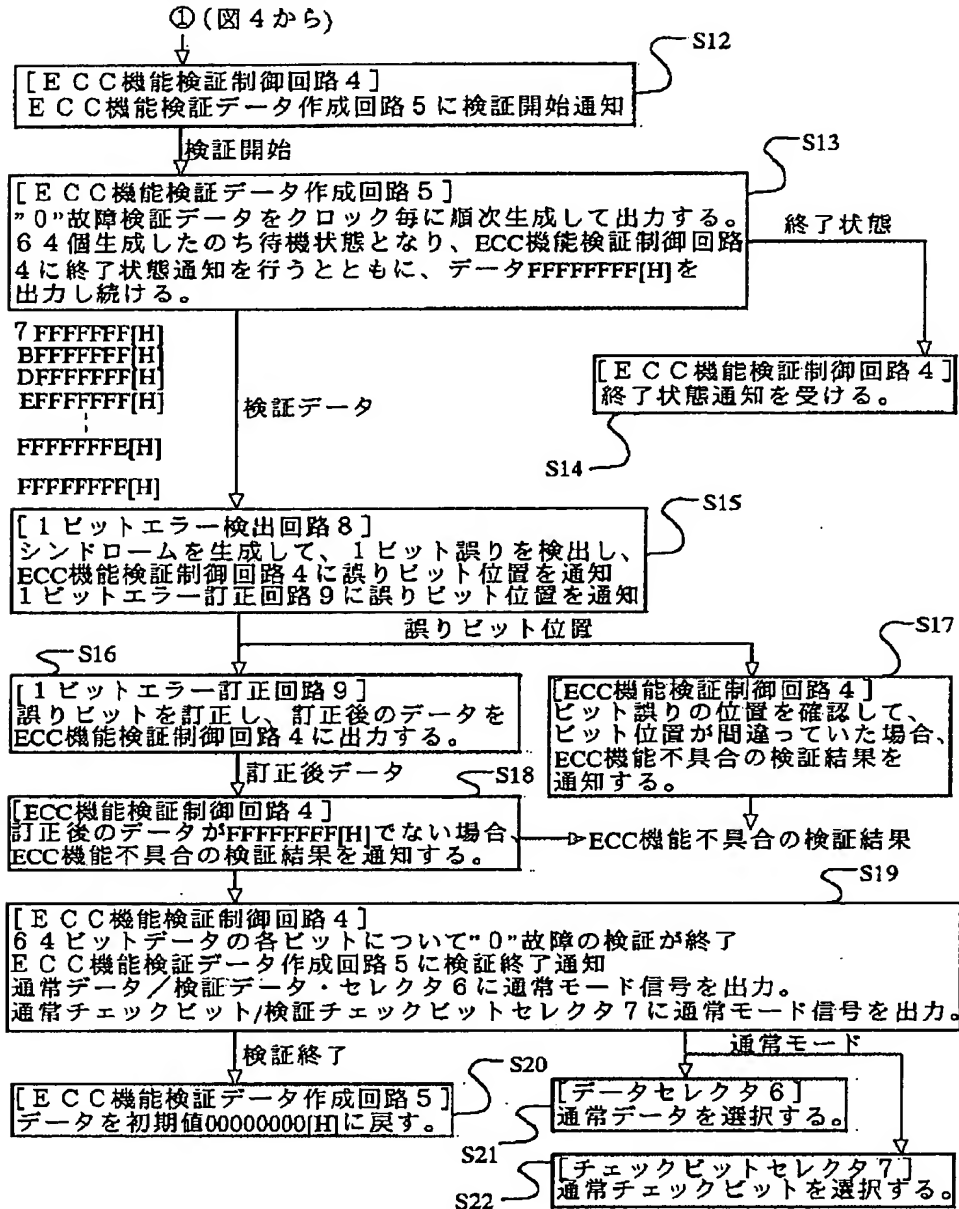 ①(図4から)
S12
[ECC機能検証制御回路4]
ECC機能検証データ作成回路5に検証開始通知
検証開始
S13
[ECC機能検証データ作成回路5]
"0"故障検証データをクロック毎に順次生成して出力する。
64個生成したのち待機状態となり、ECC機能検証制御回路
4に終了状態通知を行うとともに、データFFFFFFFF[H]を
出力し続ける。
終了状態
7FFFFFFF[H]
BFFFFFFF[H]
DFFFFFFF[H]
EFFFFFFF[H]
FFFFFFFE[H]
FFFFFFFF[H]
検証データ
[ECC機能検証制御回路4]
終了状態通知を受ける。
S14
S15
[1ビットエラー検出回路8]
シンドロームを生成して、1ビット誤りを検出し、
ECC機能検証制御回路4に誤りビット位置を通知
1ビットエラー訂正回路9に誤りビット位置を通知
誤りビット位置
S16
[1ビットエラー訂正回路9]
誤りビットを訂正し、訂正後のデータを
ECC機能検証制御回路4に出力する。
S17
[ECC機能検証制御回路4]
ビット誤りの位置を確認して、
ビット位置が間違っていた場合、
ECC機能不具合の検証結果を
通知する。
訂正後データ
S18
[ECC機能検証制御回路4]
訂正後のデータがFFFFFFFF[H]でない場合
ECC機能不具合の検証結果を通知する。
ECC機能不具合の検証結果
S19
[ECC機能検証制御回路4]
64ビットデータの各ビットについて"0"故障の検証が終了
ECC機能検証データ作成回路5に検証終了通知
通常データ/検証データ・セレクタ6に通常モード信号を出力。
通常チェックビット/検証チェックビットセレクタ7に通常モード信号を出力。
検証終了
通常モード
S20
[ECC機能検証データ作成回路5]
データを初期値00000000[H]に戻す。
[データセレクタ6]
通常データを選択する。
S21
[チェックビットセレクタ7]
通常チェックビットを選択する。
S22